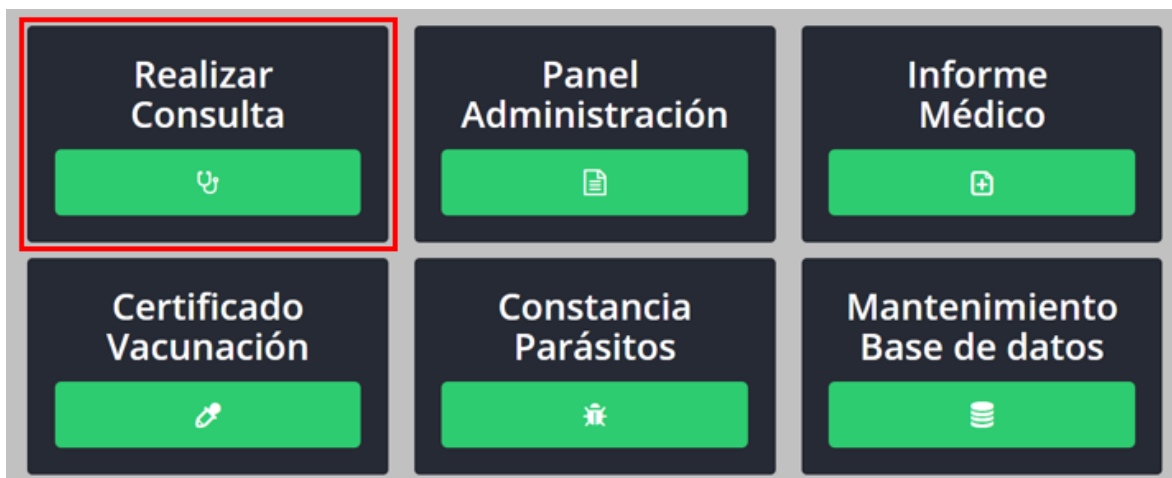 Realizar
Consulta
Panel
Administración
Informe
Médico
Certificado
Vacunación
Constancia
Parásitos
Mantenimiento
Base de datos